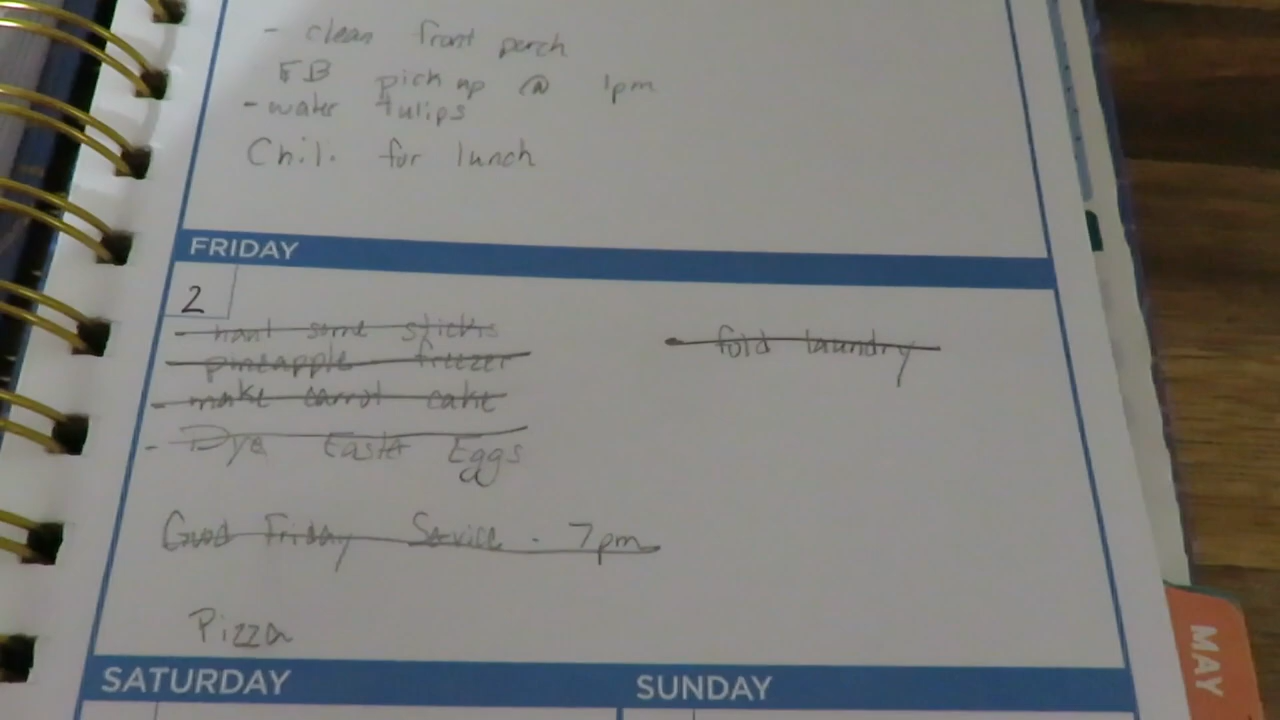 - clean front porch
FB pick up @ 1pm
- water tulips
Chili for lunch
FRIDAY
2
- haul some sticks
- fold laundry
- pineapple freezer
- make carrot cake
- Dye Easter Eggs
Good Friday Service - 7pm
Pizza
SATURDAY
SUNDAY
MAY